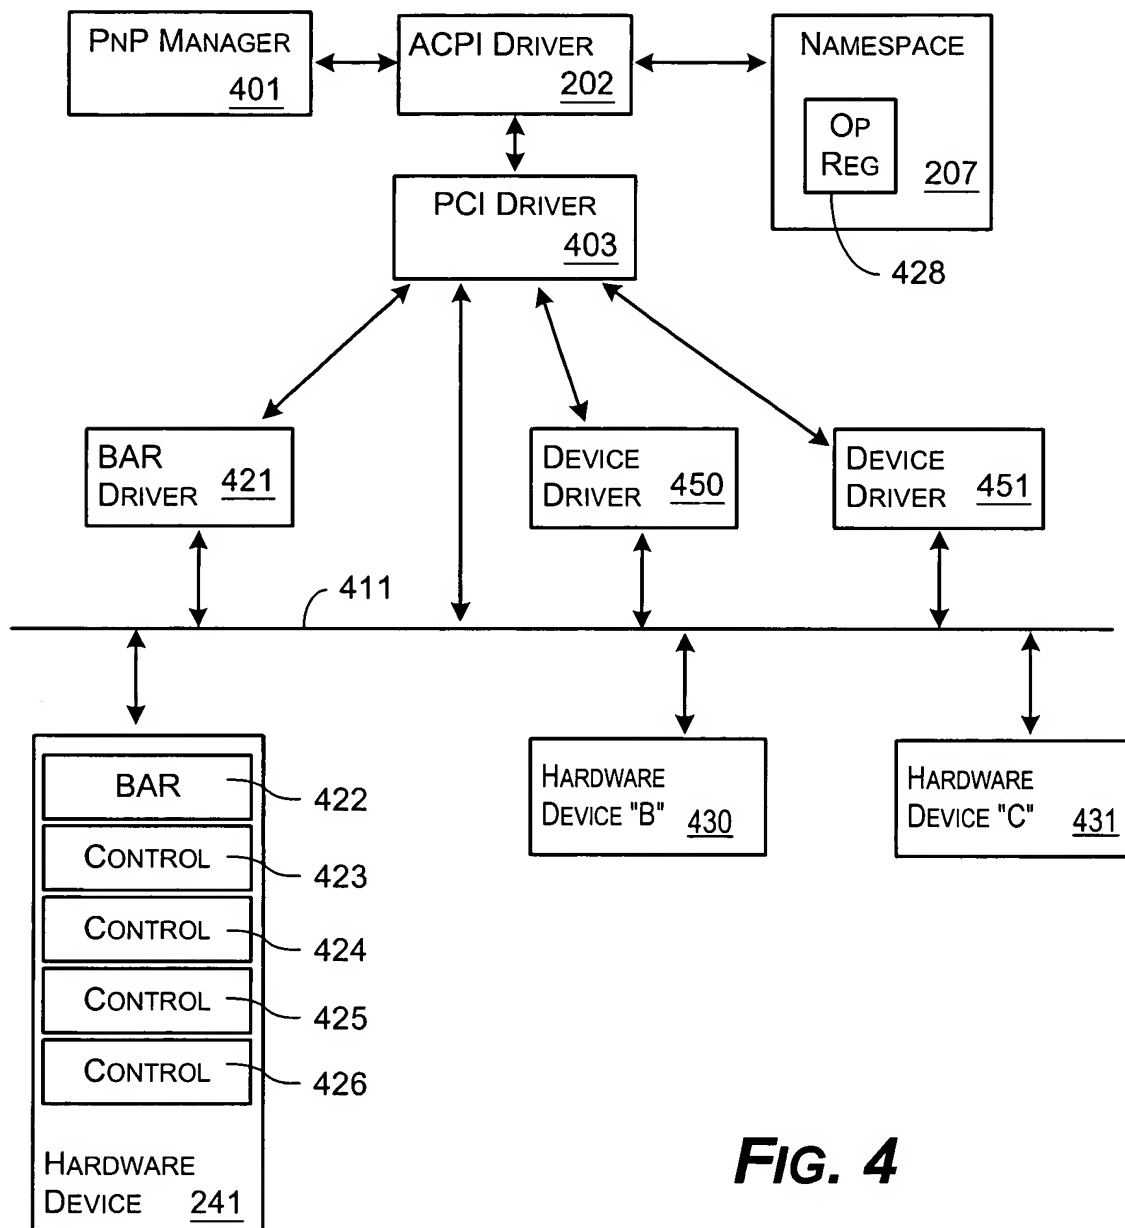 PNP MANAGER
401
ACPI DRIVER
202
NAMESPACE
OP
REG
207
428
PCI DRIVER
403
BAR
DRIVER
421
DEVICE
DRIVER
450
DEVICE
DRIVER
451
411
BAR
422
CONTROL
423
CONTROL
424
CONTROL
425
CONTROL
426
HARDWARE
DEVICE 241
HARDWARE
DEVICE "B" 430
HARDWARE
DEVICE "C" 431
FIG. 4